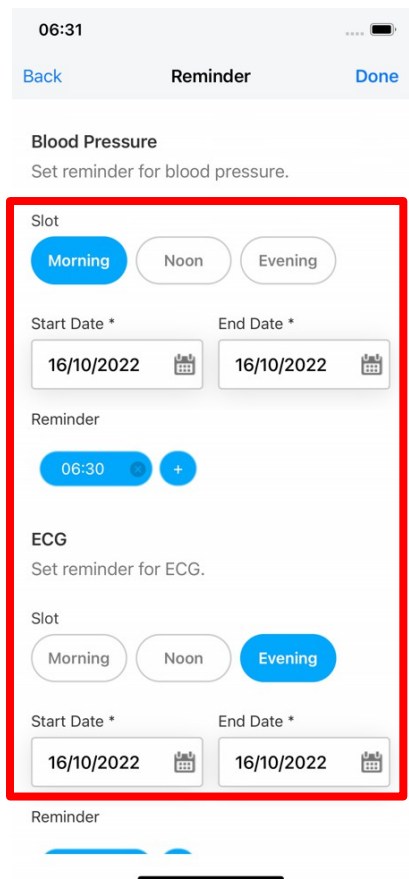 06:31
Back Reminder Done
Blood Pressure
Set reminder for blood pressure.
Slot
Morning Noon Evening
Start Date * End Date *
16/10/2022 16/10/2022
Reminder
06:30 +
ECG
Set reminder for ECG.
Slot
Morning Noon Evening
Start Date * End Date *
16/10/2022 16/10/2022
Reminder